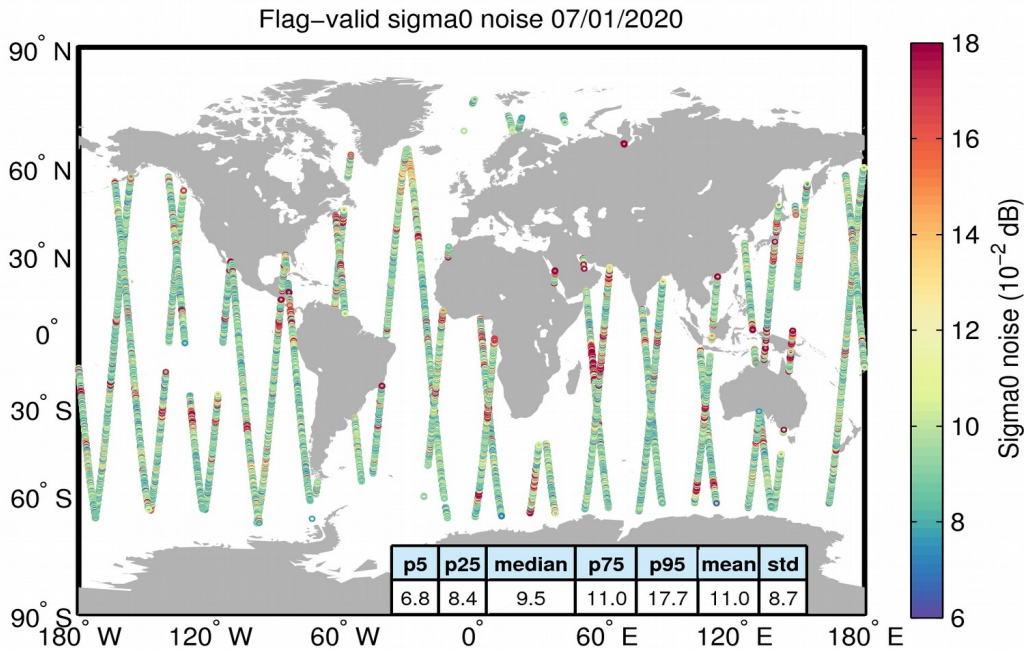 Flag−valid sigma0 noise 07/01/2020
90° N
60° N
30° N
0°
30° S
60° S
90° S
180° W 120° W 60° W 0° 60° E 120° E 180° E
p5 p25 median p75 p95 mean std
6.8 8.4 9.5 11.0 17.7 11.0 8.7
18
16
14
12
10
8
6
Sigma0 noise (10⁻² dB)